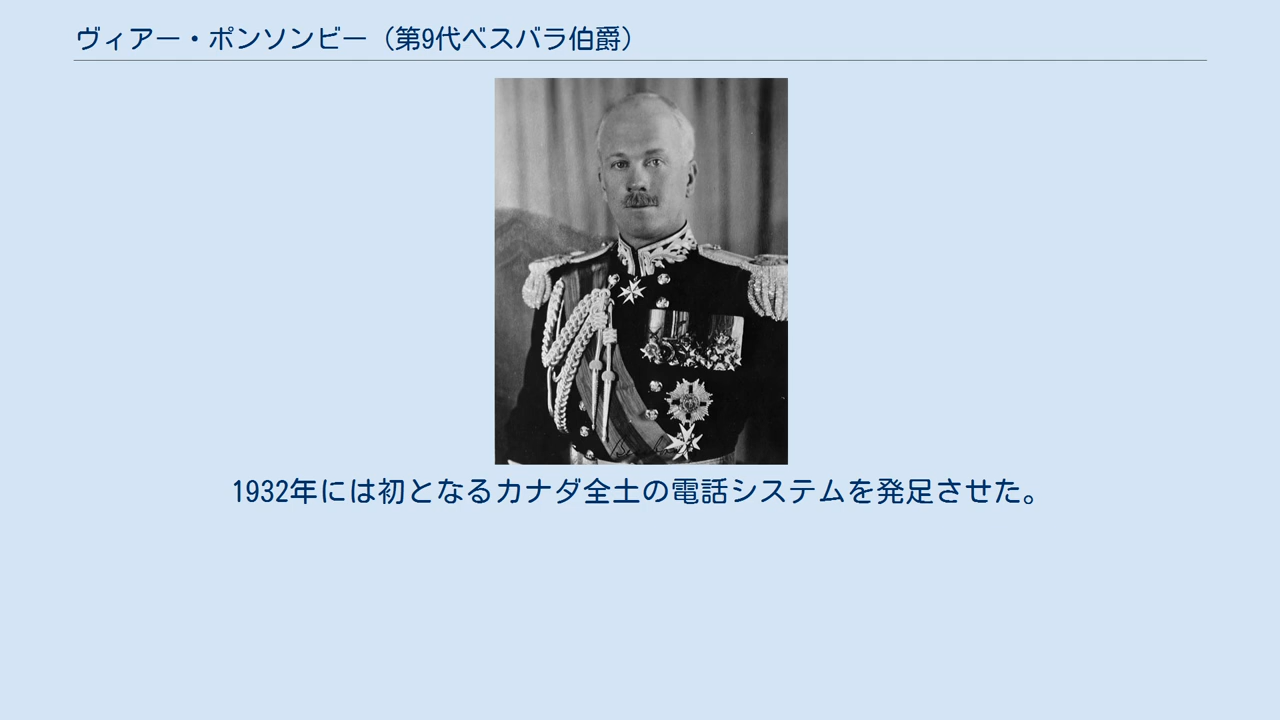 ヴィアー・ポンソンビー（第9代ベスバラ伯爵）
1932年には初となるカナダ全土の電話システムを発足させた。